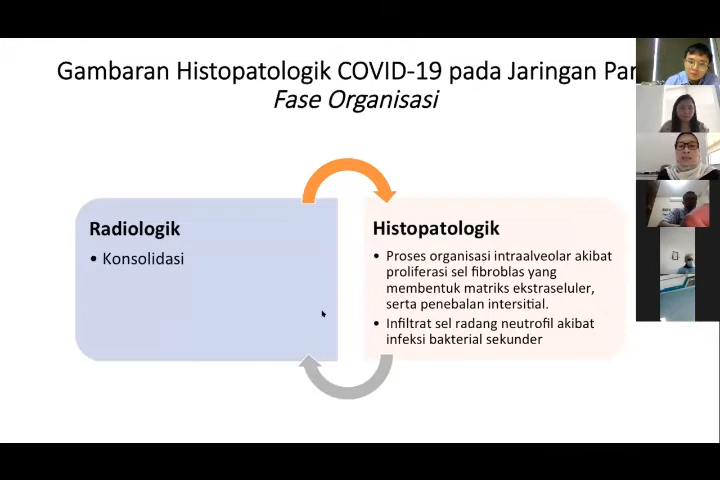 Gambaran Histopatologik COVID-19 pada Jaringan Par
Fase Organisasi
Radiologik
• Konsolidasi
Histopatologik
• Proses organisasi intraalveolar akibat
proliferasi sel fibroblas yang
membentuk matriks ekstraseluler,
serta penebalan intersitial.
• Infiltrat sel radang neutrofil akibat
infeksi bakterial sekunder